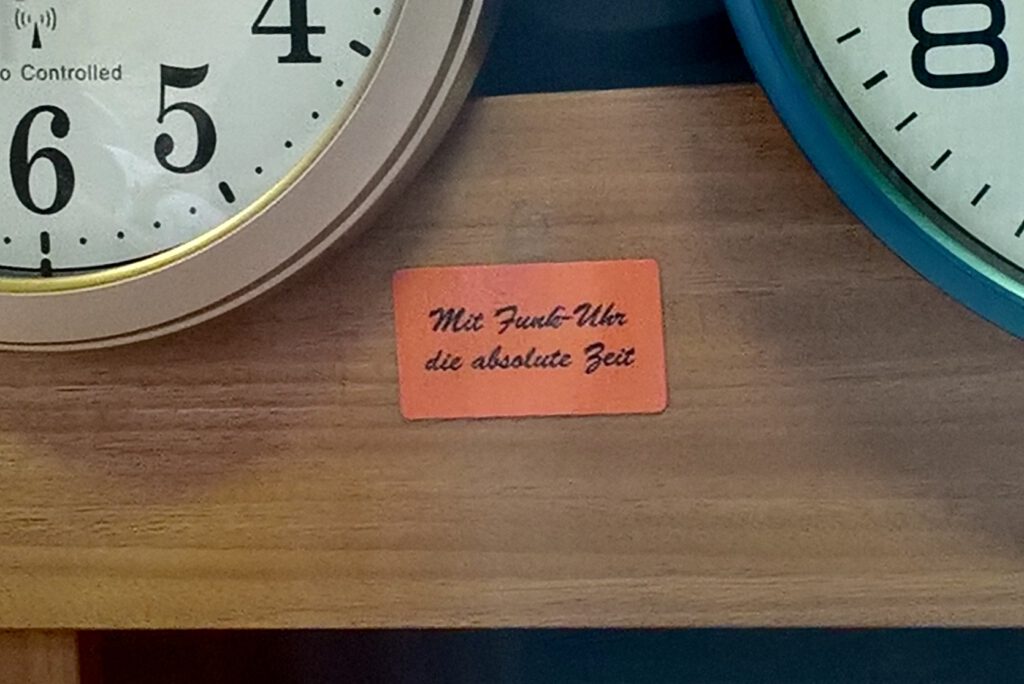 4
o Controlled
5
6
8
Mit Funk-Uhr
die absolute Zeit